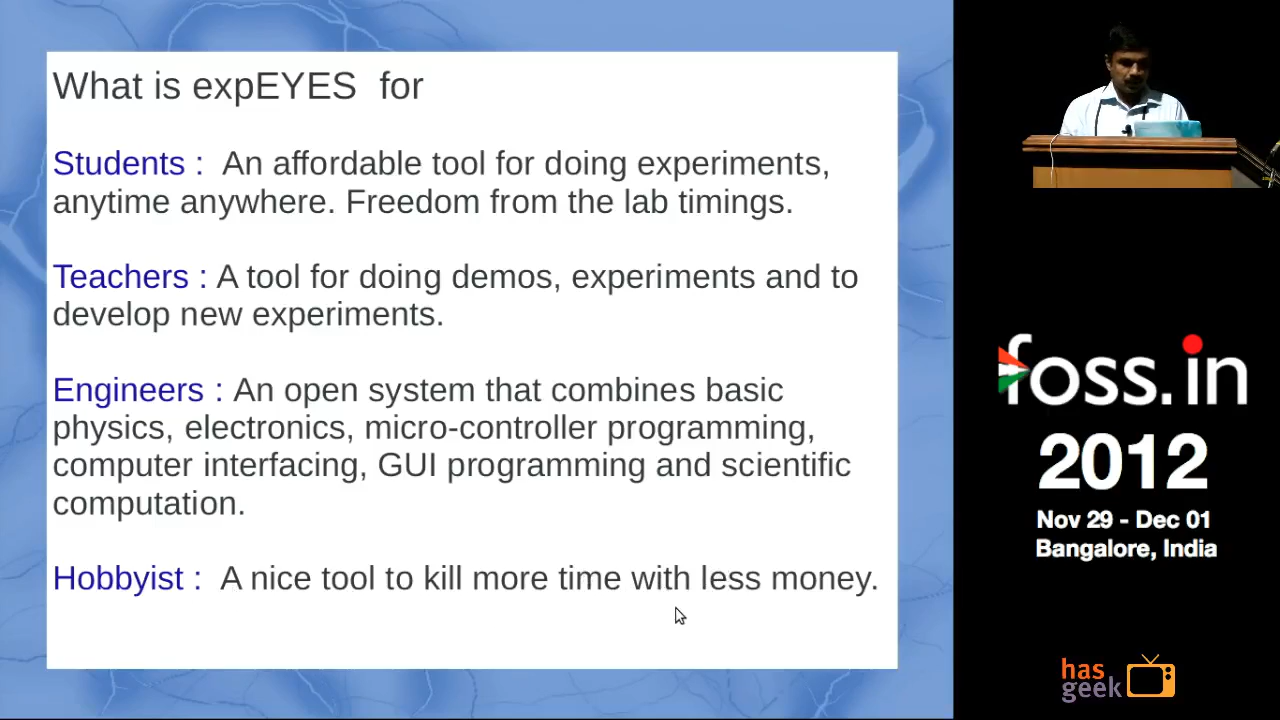 What is expEYES for
Students : An affordable tool for doing experiments,
anytime anywhere. Freedom from the lab timings.
Teachers : A tool for doing demos, experiments and to
develop new experiments.
Engineers : An open system that combines basic
physics, electronics, micro-controller programming,
computer interfacing, GUI programming and scientific
computation.
Hobbyist : A nice tool to kill more time with less money.
foss.in
2012
Nov 29 - Dec 01
Bangalore, India
has
geek